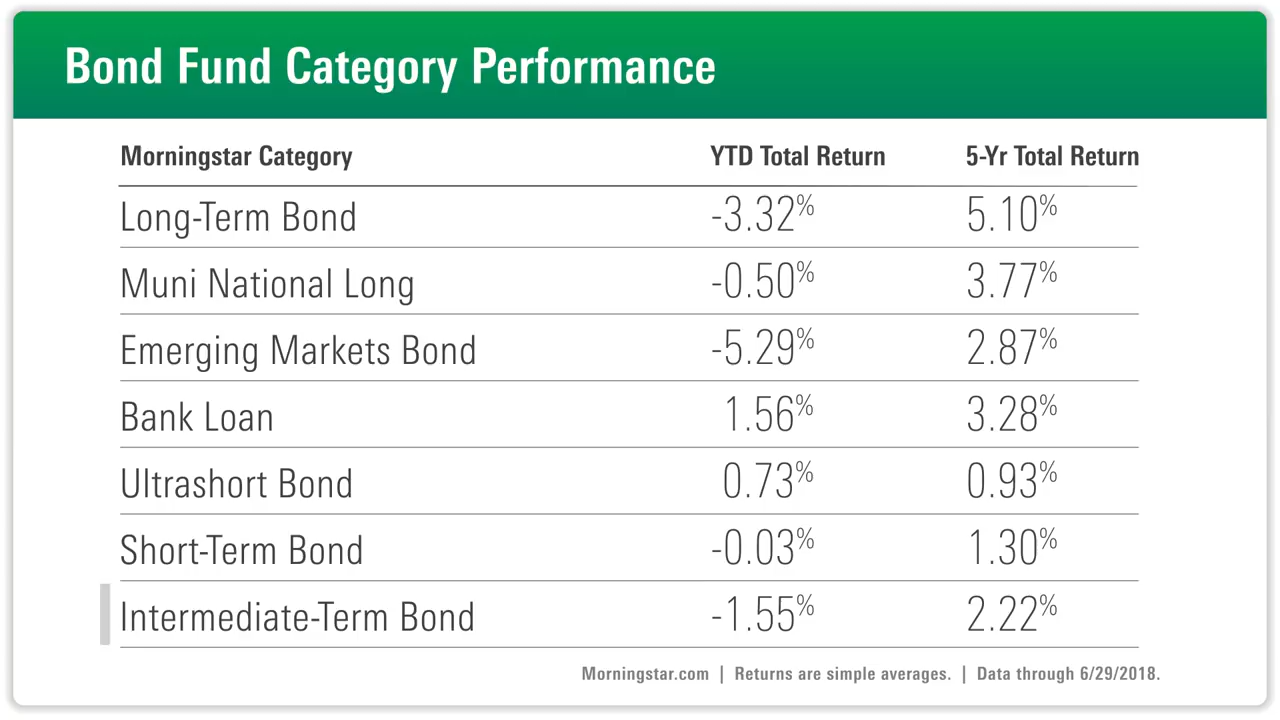 Bond Fund Category Performance
Morningstar Category YTD Total Return 5-Yr Total Return
Long-Term Bond -3.32% 5.10%
Muni National Long -0.50% 3.77%
Emerging Markets Bond -5.29% 2.87%
Bank Loan 1.56% 3.28%
Ultrashort Bond 0.73% 0.93%
Short-Term Bond -0.03% 1.30%
Intermediate-Term Bond -1.55% 2.22%
Morningstar.com | Returns are simple averages. | Data through 6/29/2018.